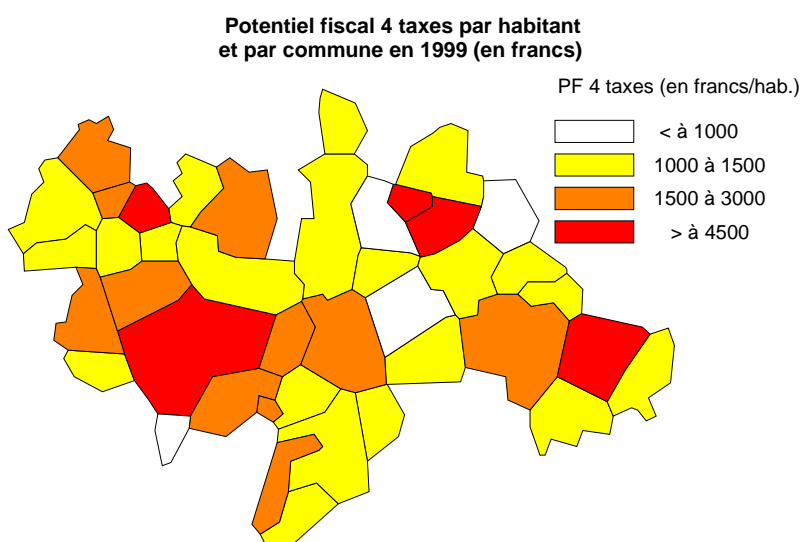 Potentiel fiscal 4 taxes par habitant
et par commune en 1999 (en francs)
PF 4 taxes (en francs/hab.)
< à 1000
1000 à 1500
1500 à 3000
> à 4500